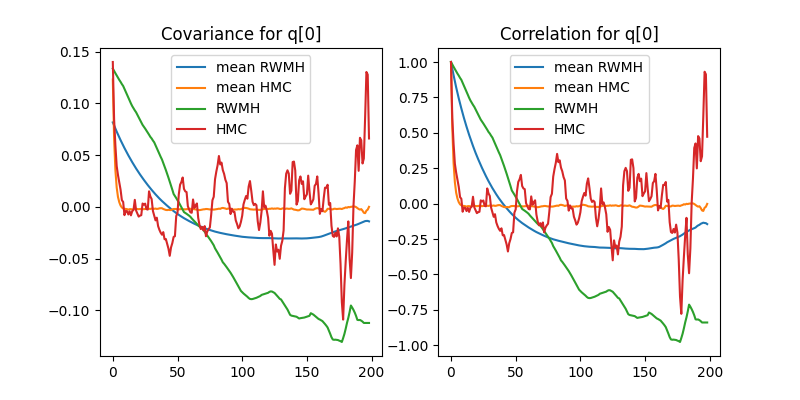 Covariance for q[0]
mean RWMH
mean HMC
RWMH
HMC
0.15
0.10
0.05
0.00
−0.05
−0.10
0 50 100 150 200
Correlation for q[0]
mean RWMH
mean HMC
RWMH
HMC
1.00
0.75
0.50
0.25
0.00
−0.25
−0.50
−0.75
−1.00
0 50 100 150 200